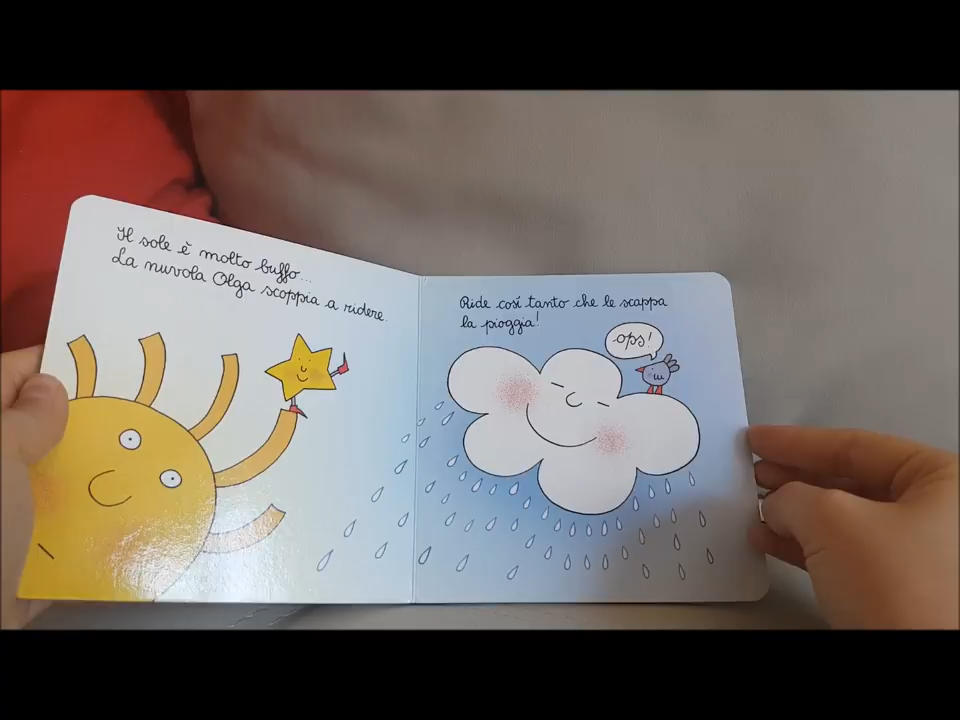 Il sole è molto buffo...
La nuvola Olga scoppia a ridere.
Ride così tanto che le scappa
la pioggia!
ops!